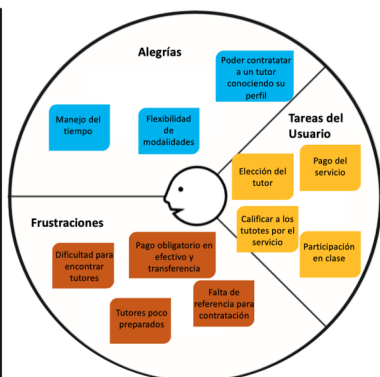 Alegrías
Poder contratatar
a un tutor
conociendo su
perfil
Manejo del
tiempo
Flexibilidad
de
modalidades
Tareas del
Usuario
Elección del
tutor
Pago del
servicio
Calificar a los
tutotes por el
servicio
Participación
en clase
Frustraciones
Dificultad para
encontrar
tutores
Pago obligatorio en
efectivo y
transferencia
Tutores poco
preparados
Falta de
referencia para
contratación